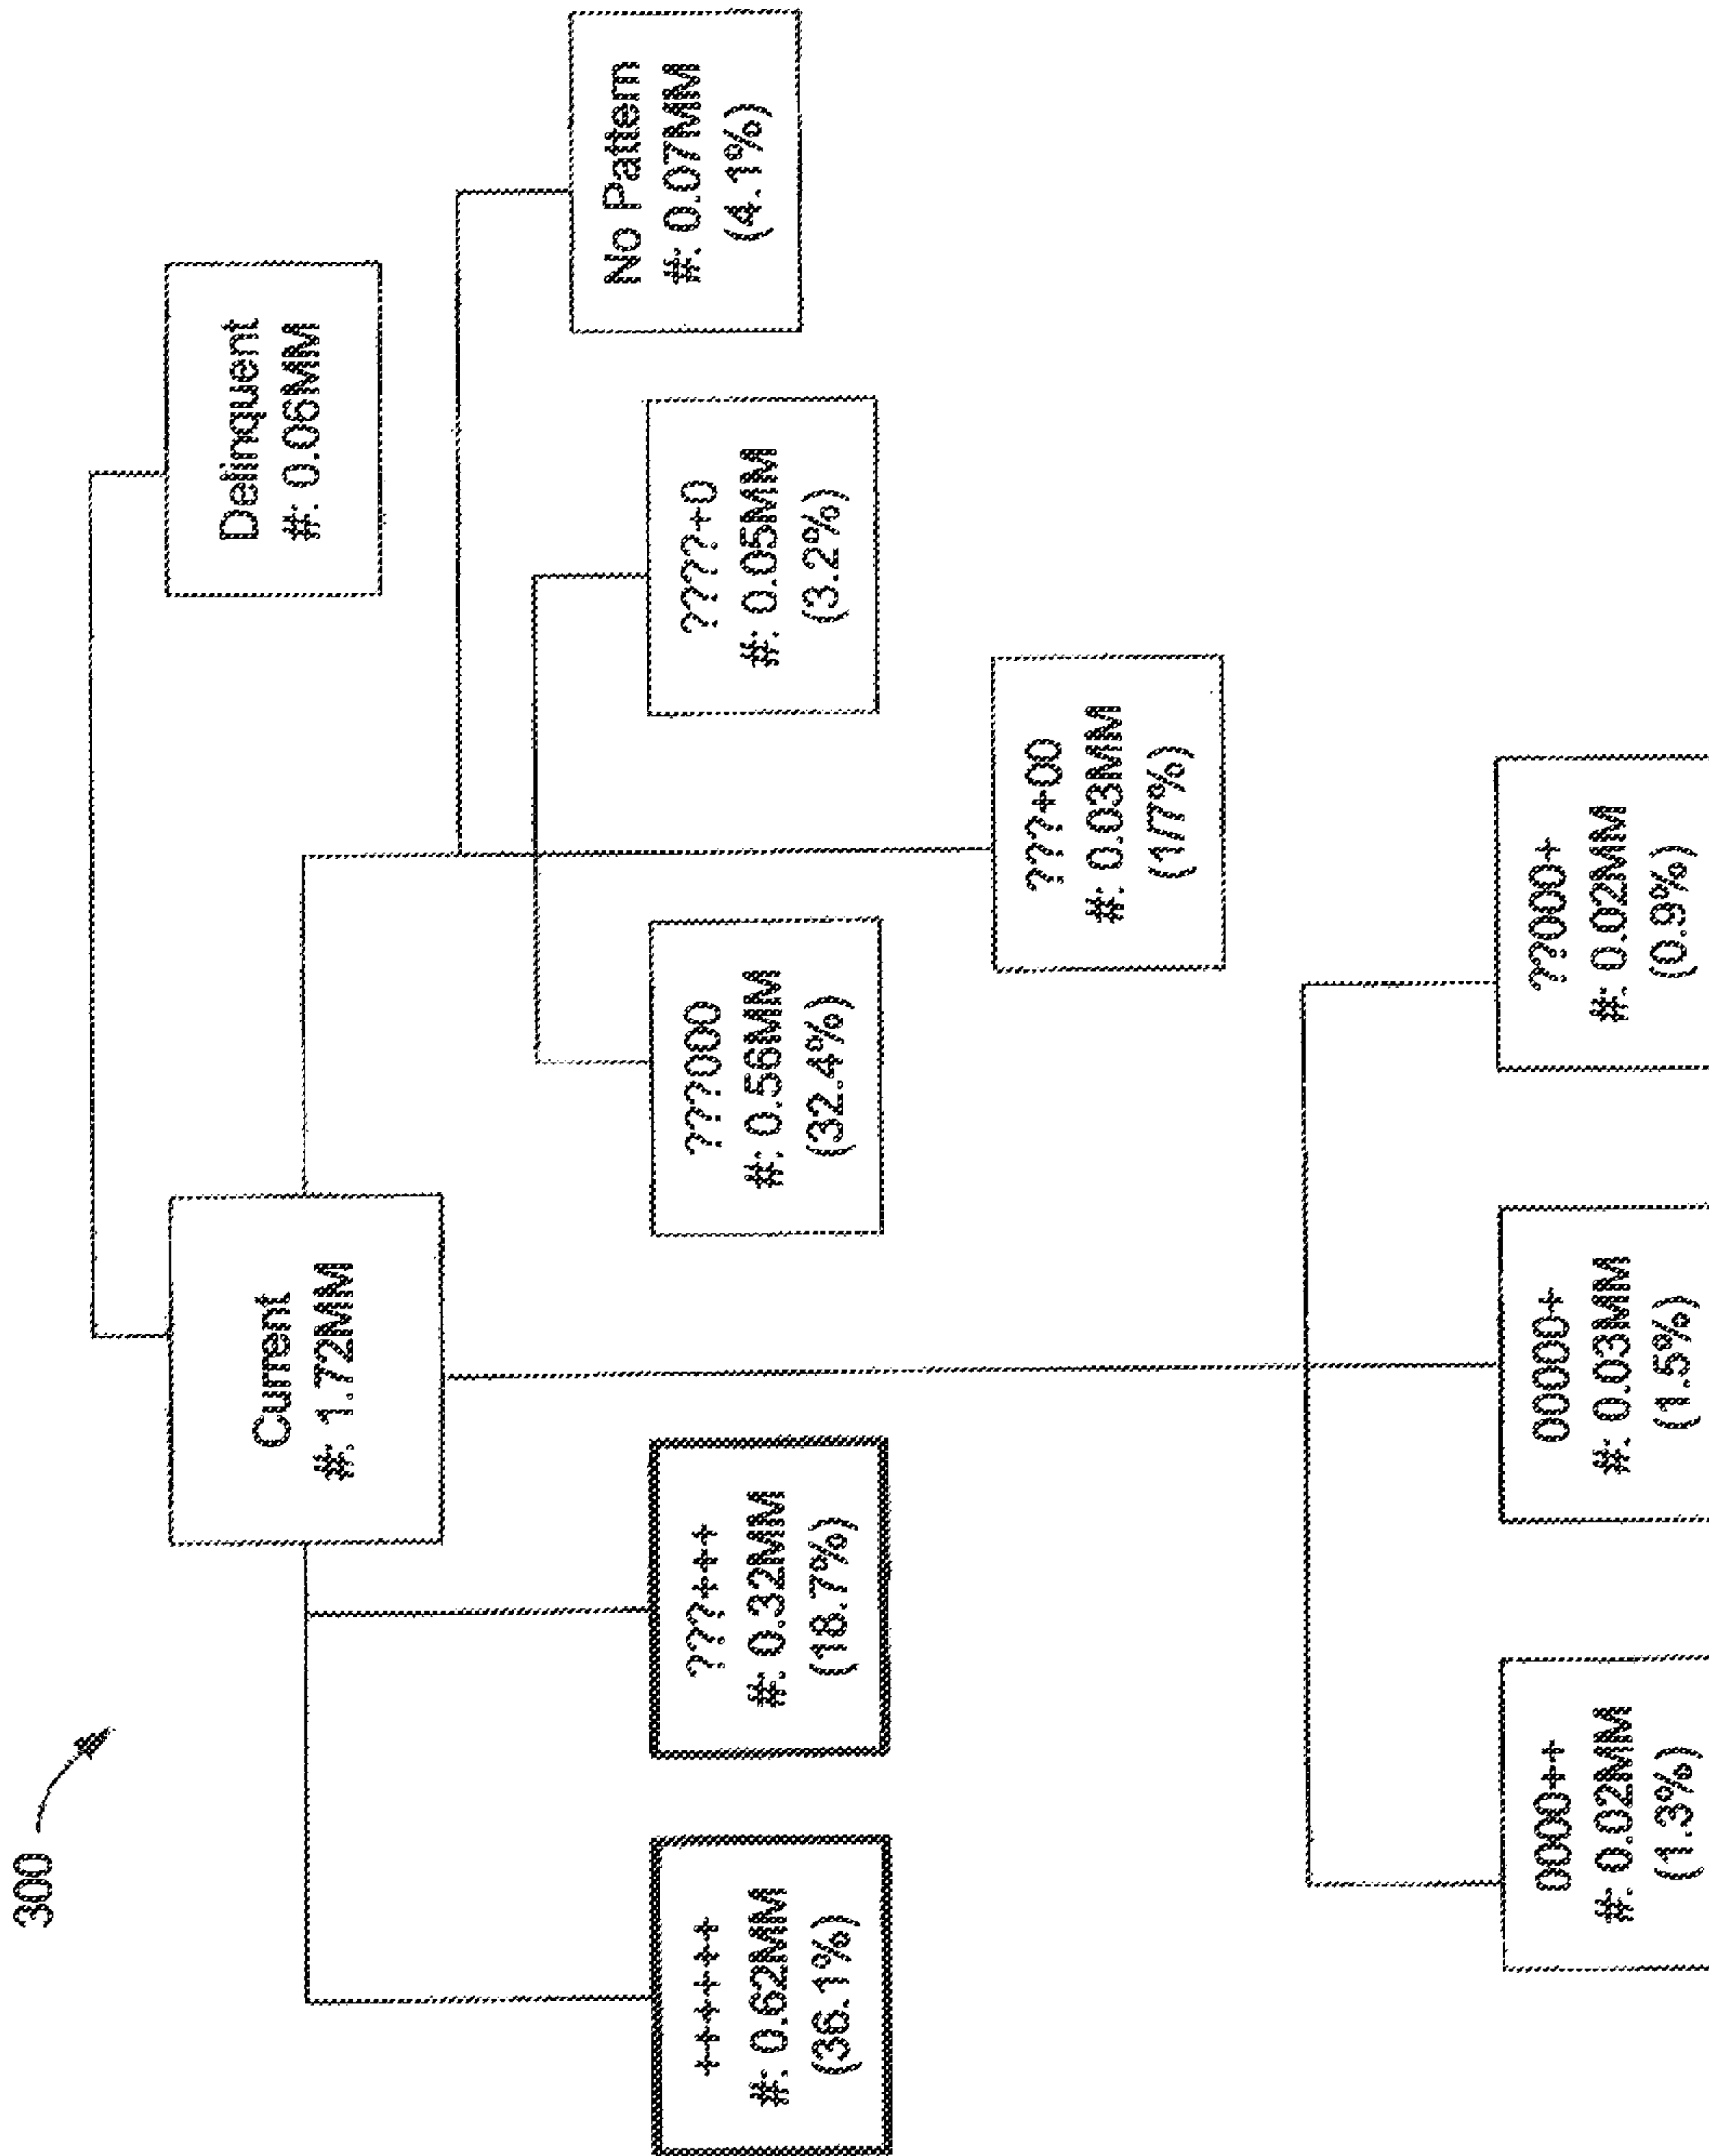 300
Current
#: 1.72MM
Delinquent
#: 0.06MM
++++++
#: 0.62MM
(36.1%)
???+++
#: 0.32MM
(18.7%)
???000
#: 0.56MM
(32.4%)
????+0
#: 0.05MM
(3.2%)
No Pattern
#: 0.07MM
(4.1%)
???+00
#: 0.03MM
(17%)
0000++
#: 0.02MM
(1.3%)
00000+
#: 0.03MM
(1.5%)
??000+
#: 0.02MM
(0.9%)